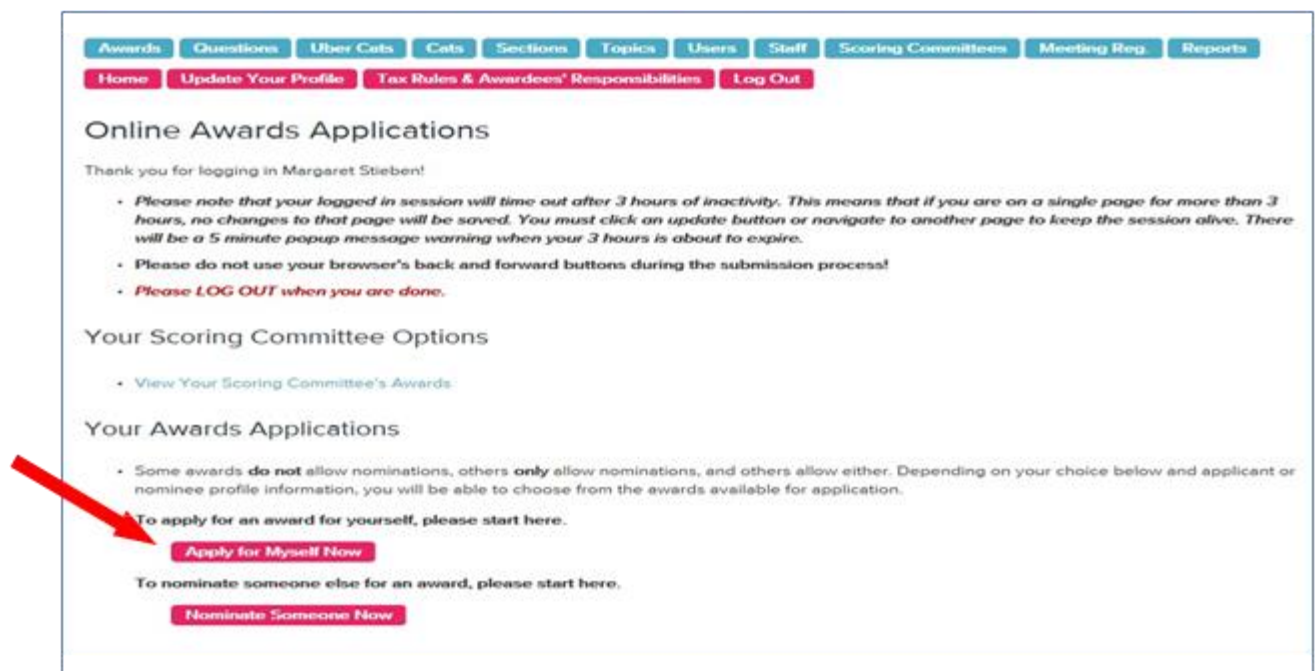 Awards Questions Uber Cats Cats Sections Topics Users Staff Scoring Committees Meeting Reg. Reports
Home Update Your Profile Tax Rules & Awardees' Responsibilities Log Out
Online Awards Applications
Thank you for logging in Margaret Stieben!
• Please note that your logged in session will time out after 3 hours of inactivity. This means that if you are on a single page for more than 3
hours, no changes to that page will be saved. You must click an update button or navigate to another page to keep the session alive. There
will be a 5 minute popup message warning when your 3 hours is about to expire.
• Please do not use your browser's back and forward buttons during the submission process!
• Please LOG OUT when you are done.
Your Scoring Committee Options
• View Your Scoring Committee's Awards
Your Awards Applications
• Some awards do not allow nominations, others only allow nominations, and others allow either. Depending on your choice below and applicant or
nominee profile information, you will be able to choose from the awards available for application.
To apply for an award for yourself, please start here.
Apply for Myself Now
To nominate someone else for an award, please start here.
Nominate Someone Now